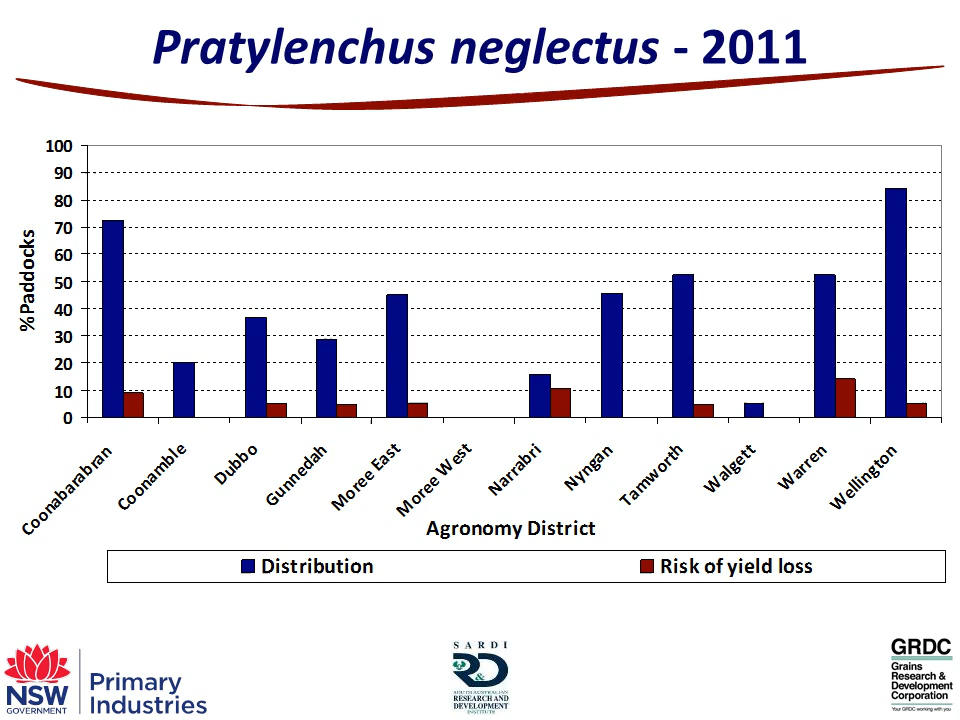 Pratylenchus neglectus - 2011
100
90
80
70
60
50
40
30
20
10
0
%Paddocks
Coonabarabran
Coonamble
Dubbo
Gunnedah
Moree East
Moree West
Narrabri
Nyngan
Tamworth
Walgett
Warren
Wellington
Agronomy District
Distribution
Risk of yield loss
NSW
GOVERNMENT
Primary
Industries
SARDI
R&D
SOUTH AUSTRALIAN
RESEARCH AND
DEVELOPMENT
INSTITUTE
GRDC
Grains
Research &
Development
Corporation
Your GRDC working with you